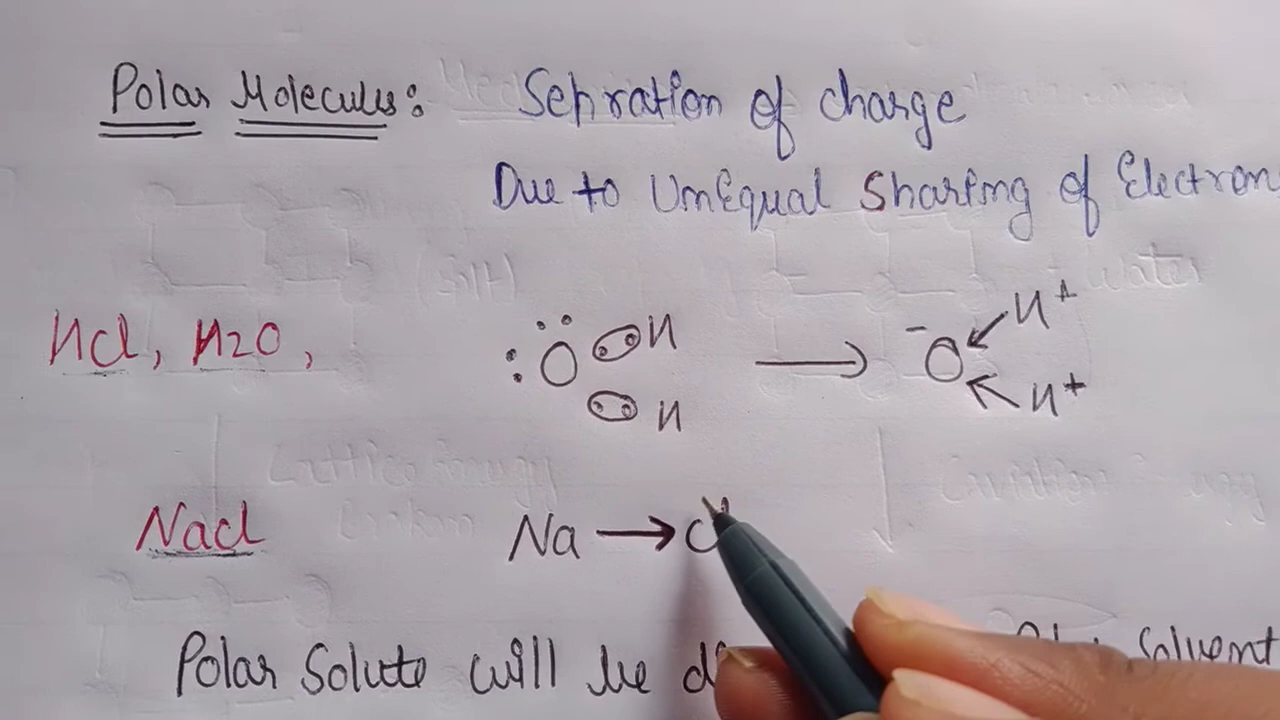 Polar Molecules: Sepration of charge
Due to UnEqual Sharing of Electron
HCl, H2O, :Ö H H → ⁻O H⁺ H⁺
NaCl Na → Cl
Polar Solute will be Solvent